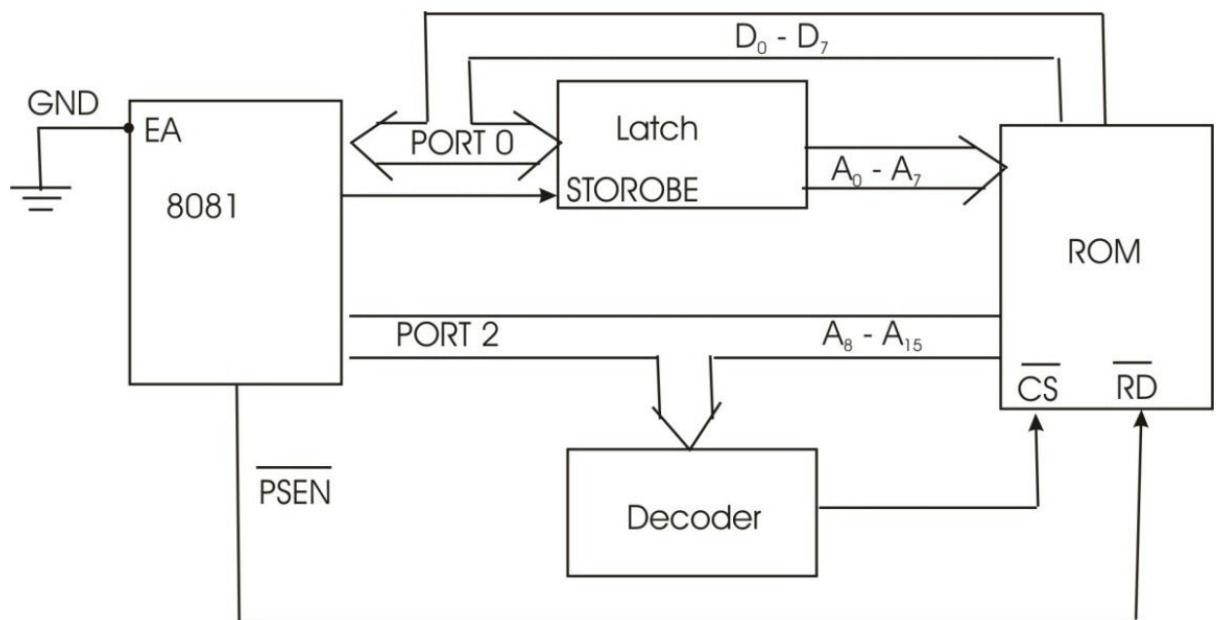 D₀ - D₇
GND
EA
PORT 0
Latch
A₀ - A₇
STOROBE
8081
ROM
PORT 2
A₈ - A₁₅
CS
RD
PSEN
Decoder